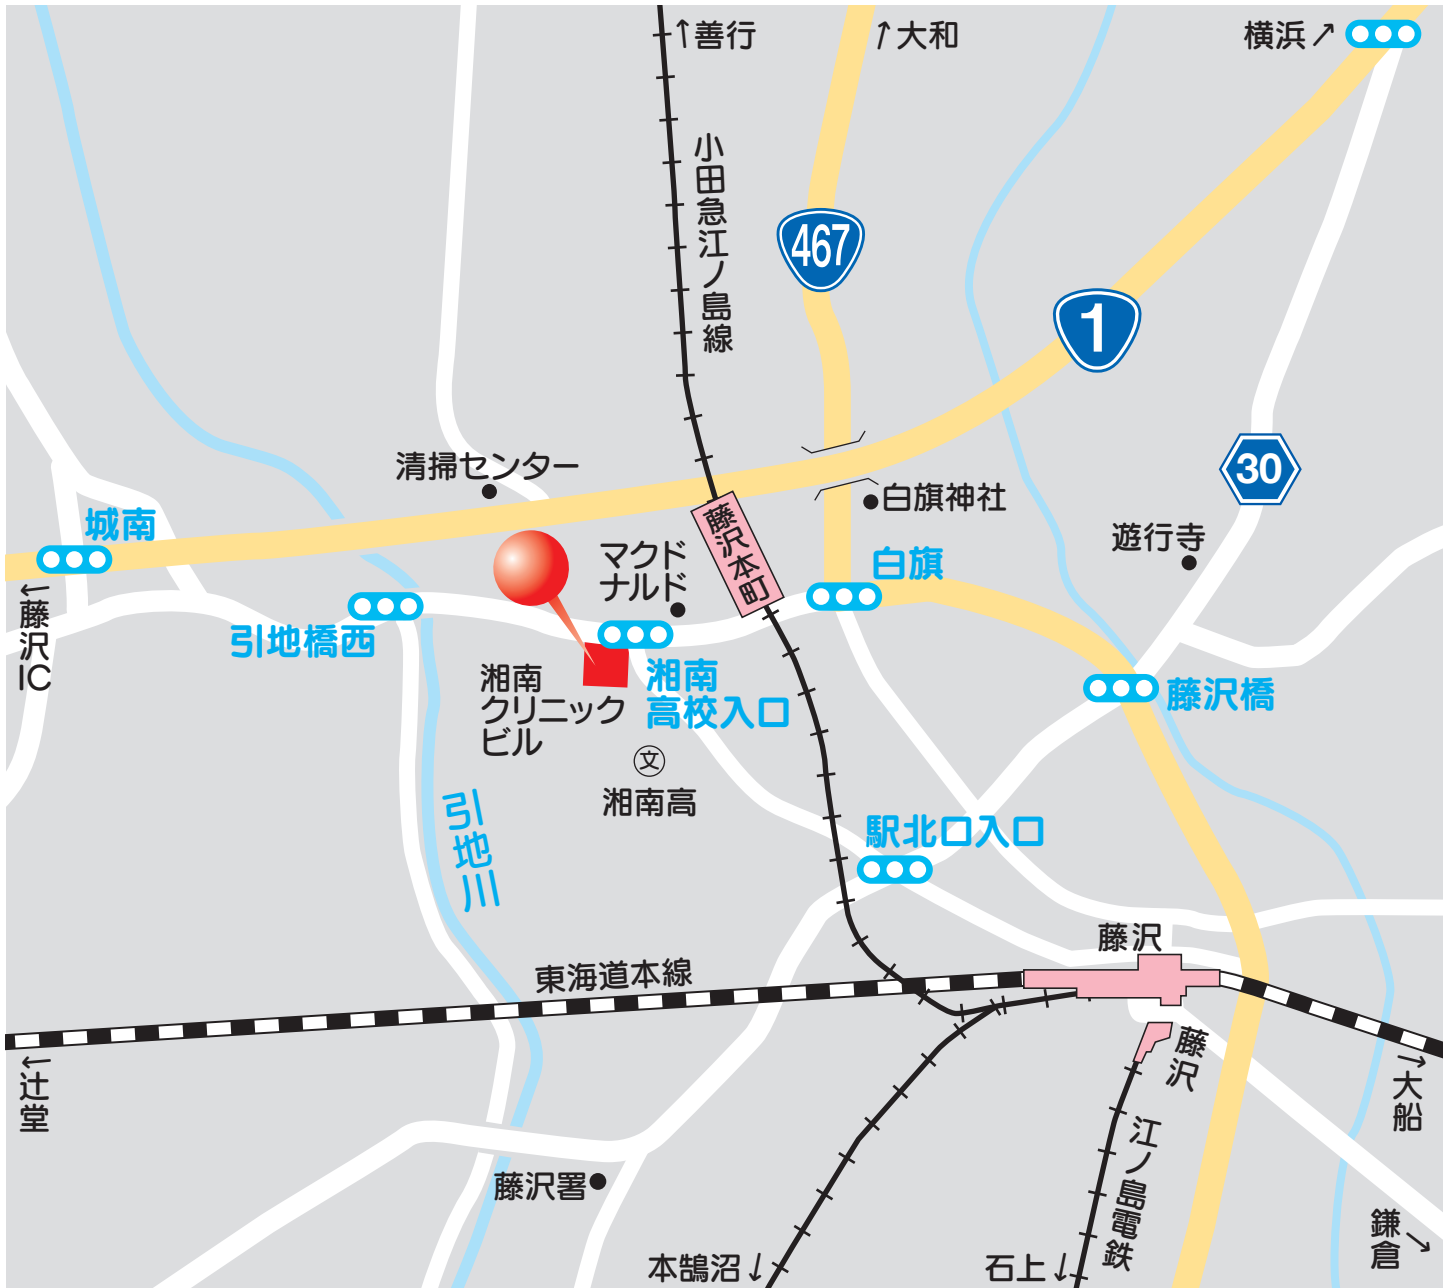 ↑善行
↑大和
横浜↗
小田急江ノ島線
467
1
清掃センター
30
白旗神社
城南
藤沢本町
遊行寺
マクド
ナルド
白旗
←藤沢IC
引地橋西
湘南
クリニック
ビル
湘南
高校入口
藤沢橋
文
湘南高
引地川
駅北口入口
藤沢
東海道本線
藤沢
←辻堂
→大船
江ノ島電鉄
藤沢署
鎌倉↘
本鵠沼↓
石上↓